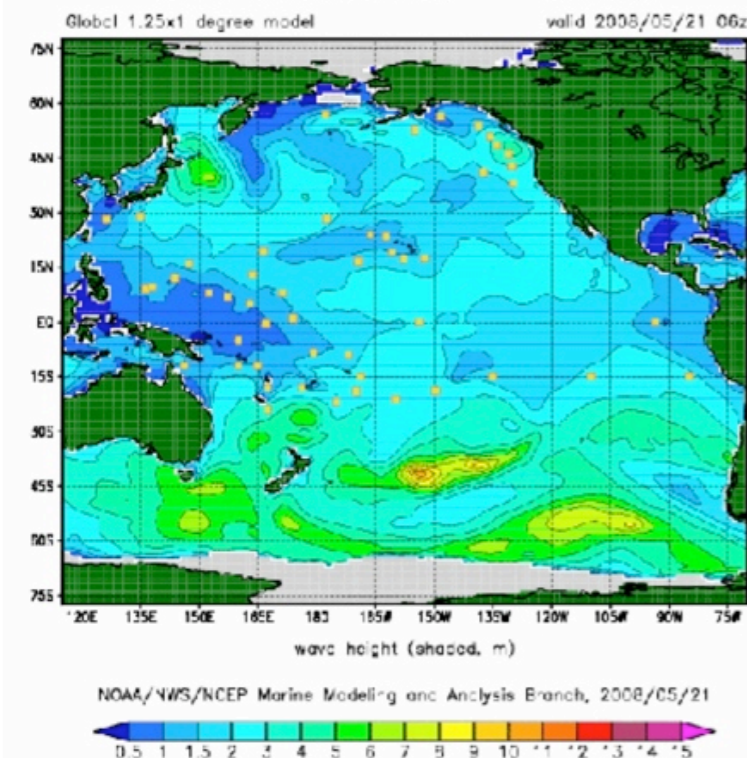 Global 1.25x1 degree model valid 2008/05/21 06z
75N
60N
45N
30N
15N
EQ
15S
30S
45S
60S
75S
120E 135E 150E 165E 180 165W 150W 135W 120W 105W 90W 75W
wave height (shaded, m)
NOAA/NWS/NCEP Marine Modeling and Analysis Branch, 2008/05/21
0.5 1 1.5 2 3 4 5 6 7 8 9 10 11 12 13 14 15